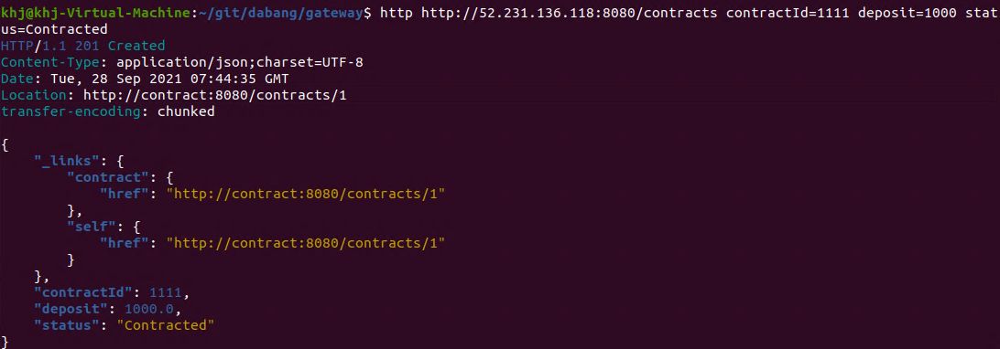 khj@khj-Virtual-Machine:~/git/dabang/gateway$ http http://52.231.136.118:8080/contracts contractId=1111 deposit=1000 stat
us=Contracted
HTTP/1.1 201 Created
Content-Type: application/json;charset=UTF-8
Date: Tue, 28 Sep 2021 07:44:35 GMT
Location: http://contract:8080/contracts/1
transfer-encoding: chunked

{
    "_links": {
        "contract": {
            "href": "http://contract:8080/contracts/1"
        },
        "self": {
            "href": "http://contract:8080/contracts/1"
        }
    },
    "contractId": 1111,
    "deposit": 1000.0,
    "status": "Contracted"
}